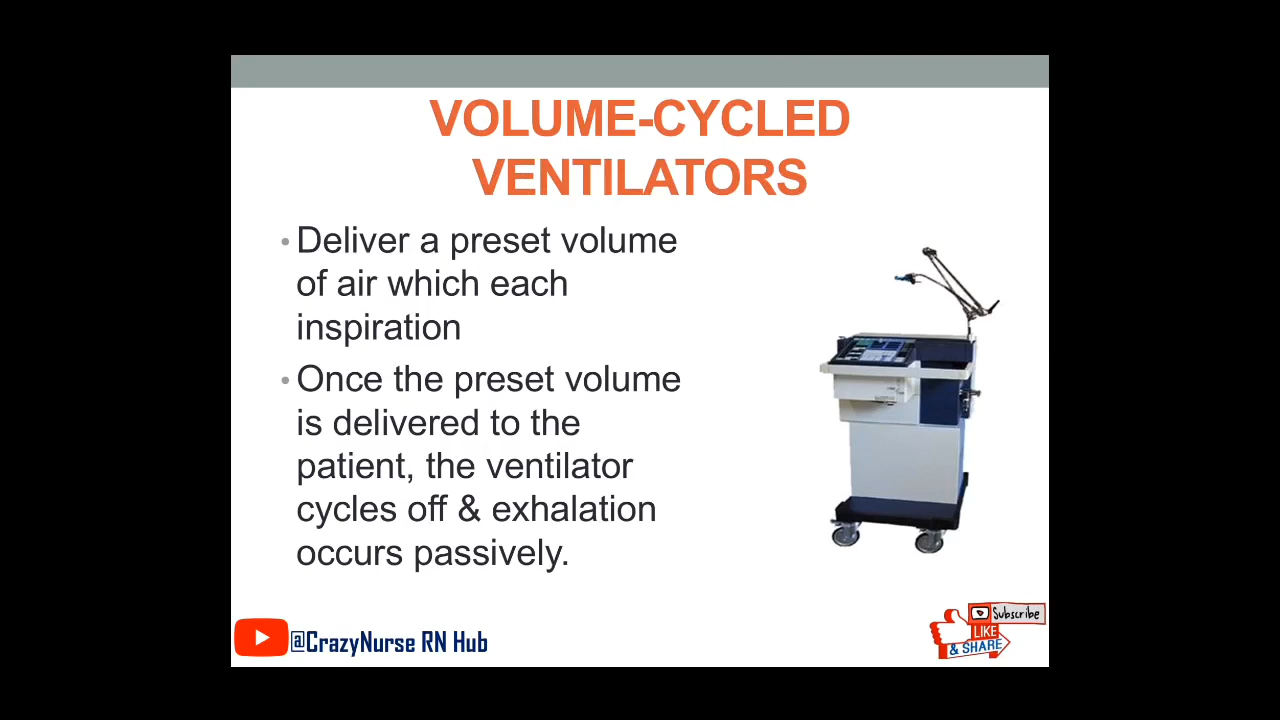 VOLUME-CYCLED
VENTILATORS
• Deliver a preset volume
of air which each
inspiration
• Once the preset volume
is delivered to the
patient, the ventilator
cycles off & exhalation
occurs passively.
@CrazyNurse RN Hub
Subscribe
LIKE
& SHARE